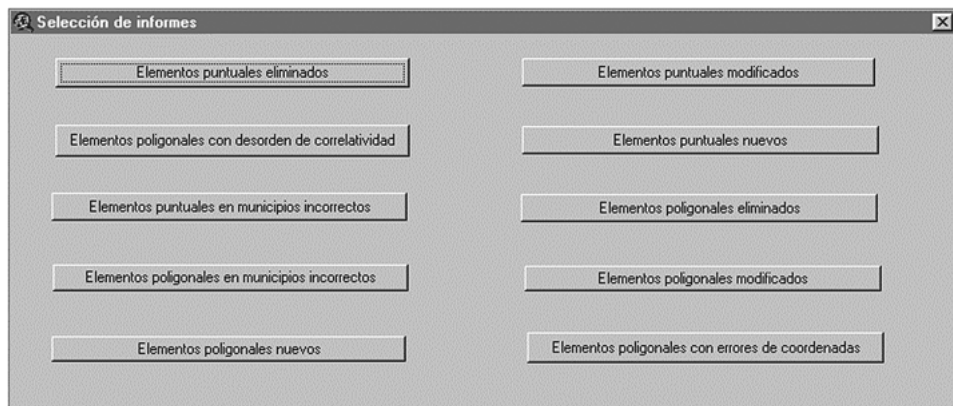 Selección de informes
Elementos puntuales eliminados
Elementos puntuales modificados
Elementos poligonales con desorden de correlatividad
Elementos puntuales nuevos
Elementos puntuales en municipios incorrectos
Elementos poligonales eliminados
Elementos poligonales en municipios incorrectos
Elementos poligonales modificados
Elementos poligonales nuevos
Elementos poligonales con errores de coordenadas